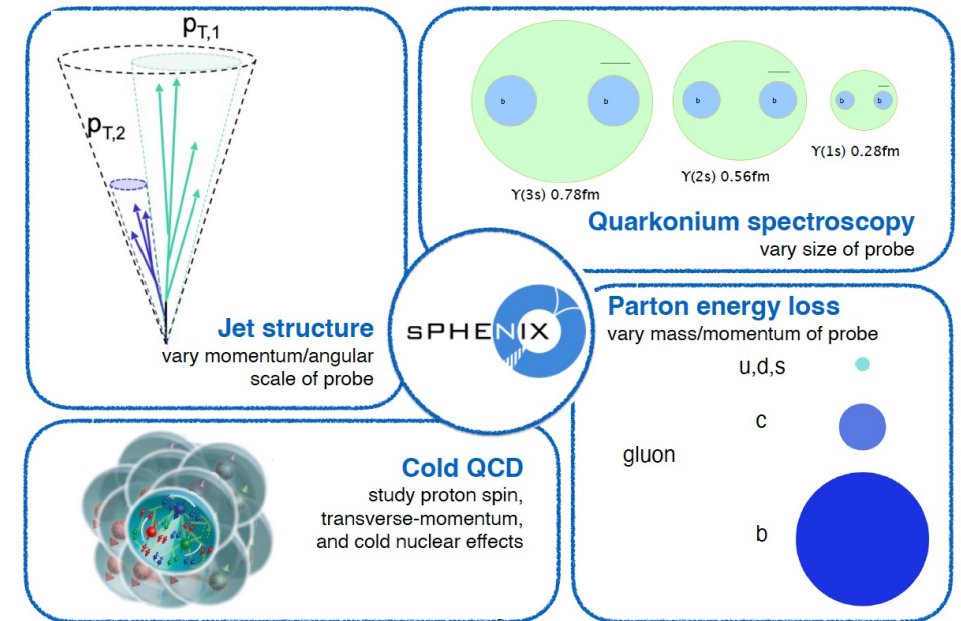 pT,1
pT,2
Jet structure
vary momentum/angular
scale of probe
b
b
ϒ(3s) 0.78fm
b
b
ϒ(2s) 0.56fm
b
b
ϒ(1s) 0.28fm
Quarkonium spectroscopy
vary size of probe
sPHENIX
Parton energy loss
vary mass/momentum of probe
u,d,s
c
gluon
b
Cold QCD
study proton spin,
transverse-momentum,
and cold nuclear effects